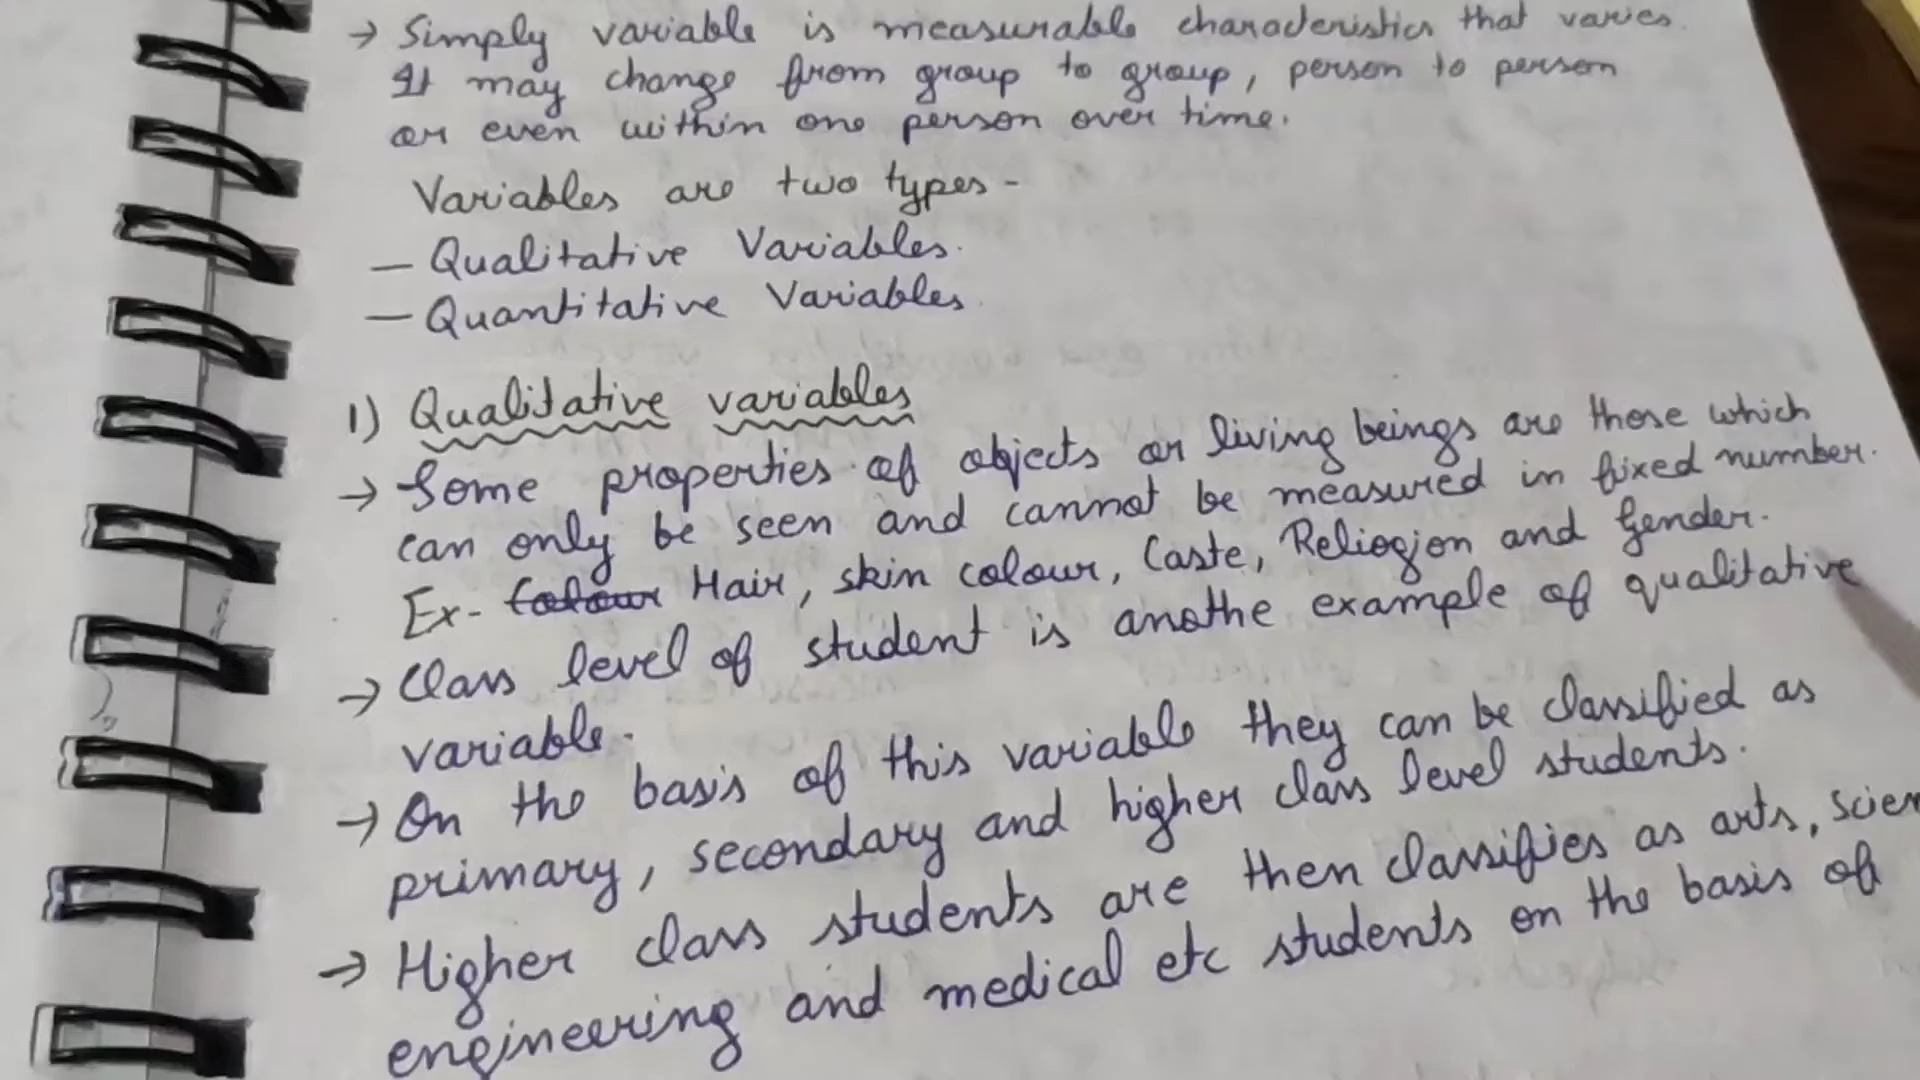 → Simply variable is measurable characteristics that varies.
It may change from group to group, person to person
or even within one person over time.
Variables are two types -
— Qualitative Variables.
— Quantitative Variables.
1) Qualitative variables
→ Some properties of objects or living beings are those which
can only be seen and cannot be measured in fixed number.
Ex- colour Hair, skin colour, Caste, Religion and Gender.
→ Class level of student is anothe example of qualitative
variable.
→ On the basis of this variable they can be classified as
primary, secondary and higher class level students.
→ Higher class students are then classifies as arts, scien
engineering and medical etc students on the basis of